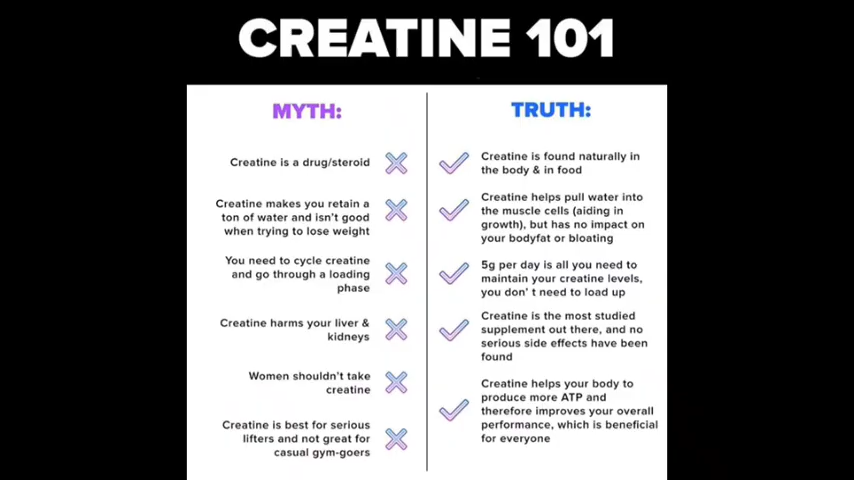 CREATINE 101
MYTH:
Creatine is a drug/steroid
Creatine makes you retain a
ton of water and isn't good
when trying to lose weight
You need to cycle creatine
and go through a loading
phase
Creatine harms your liver &
kidneys
Women shouldn't take
creatine
Creatine is best for serious
lifters and not great for
casual gym-goers
TRUTH:
Creatine is found naturally in
the body & in food
Creatine helps pull water into
the muscle cells (aiding in
growth), but has no impact on
your bodyfat or bloating
5g per day is all you need to
maintain your creatine levels,
you don' t need to load up
Creatine is the most studied
supplement out there, and no
serious side effects have been
found
Creatine helps your body to
produce more ATP and
therefore improves your overall
performance, which is beneficial
for everyone